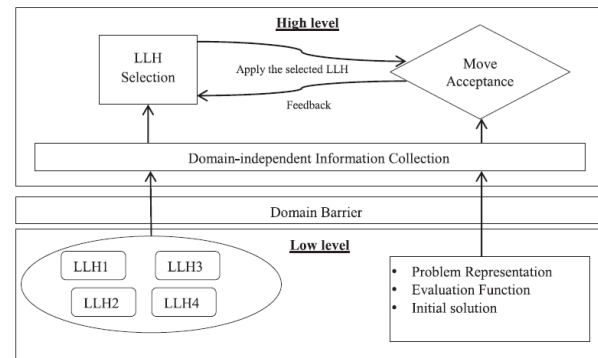 High level
LLH
Selection
Apply the selected LLH
Feedback
Move
Acceptance
Domain-independent Information Collection
Domain Barrier
Low level
LLH1
LLH3
LLH2
LLH4
• Problem Representation
• Evaluation Function
• Initial solution